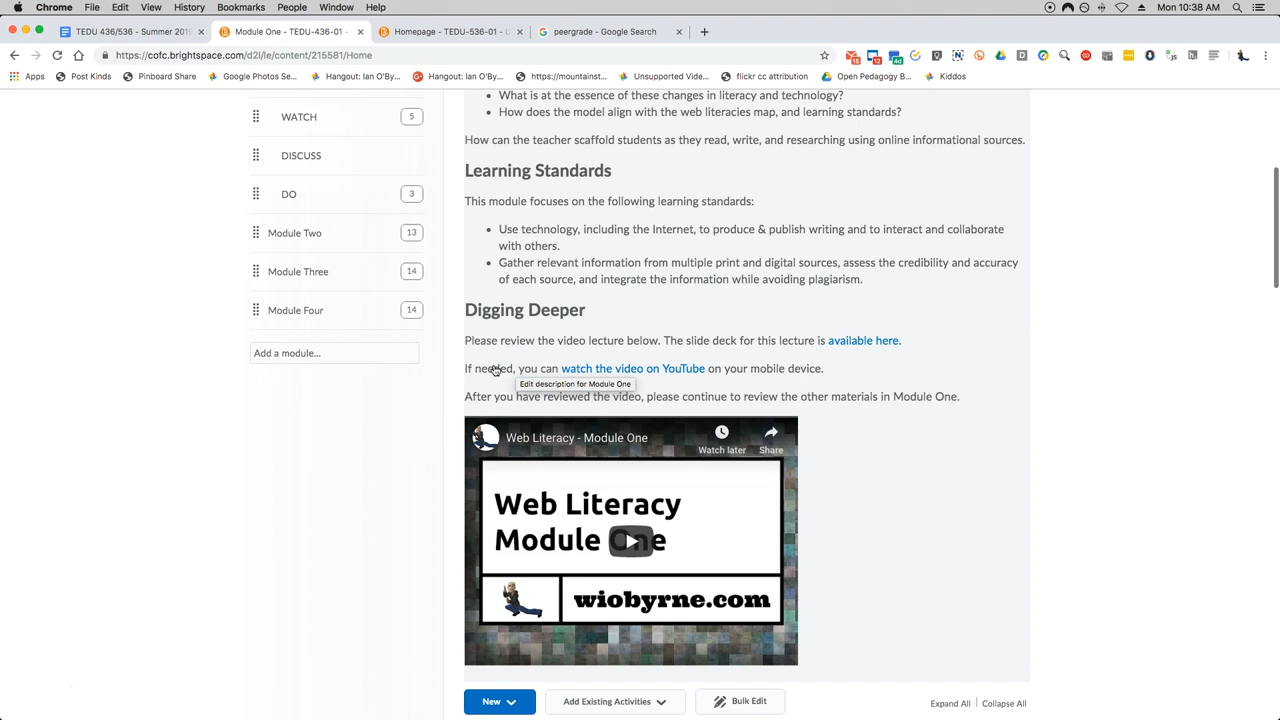 Chrome File Edit View History Bookmarks People Window Help Mon 10:38 AM
TEDU 436/536 - Summer 2019 Module One - TEDU-436-01 - Homepage - TEDU-536-01 - peergrade - Google Search
https://cofc.brightspace.com/d2l/le/content/215581/Home
Apps Post Kinds Pinboard Share Google Photos Se... Hangout: Ian O'By... Hangout: Ian O'By... https://mountainst... Unsupported Vide... flickr cc attribution Open Pedagogy B... Kiddos
WATCH 5
DISCUSS
DO 3
Module Two 13
Module Three 14
Module Four 14
Add a module...
What is at the essence of these changes in literacy and technology?
How does the model align with the web literacies map, and learning standards?
How can the teacher scaffold students as they read, write, and researching using online informational sources.
Learning Standards
This module focuses on the following learning standards:
Use technology, including the Internet, to produce & publish writing and to interact and collaborate
with others.
Gather relevant information from multiple print and digital sources, assess the credibility and accuracy
of each source, and integrate the information while avoiding plagiarism.
Digging Deeper
Please review the video lecture below. The slide deck for this lecture is available here.
If needed, you can watch the video on YouTube on your mobile device.
Edit description for Module One
After you have reviewed the video, please continue to review the other materials in Module One.
Web Literacy - Module One
Watch later Share
Web Literacy
Module One
wiobyrne.com
New Add Existing Activities Bulk Edit Expand All | Collapse All